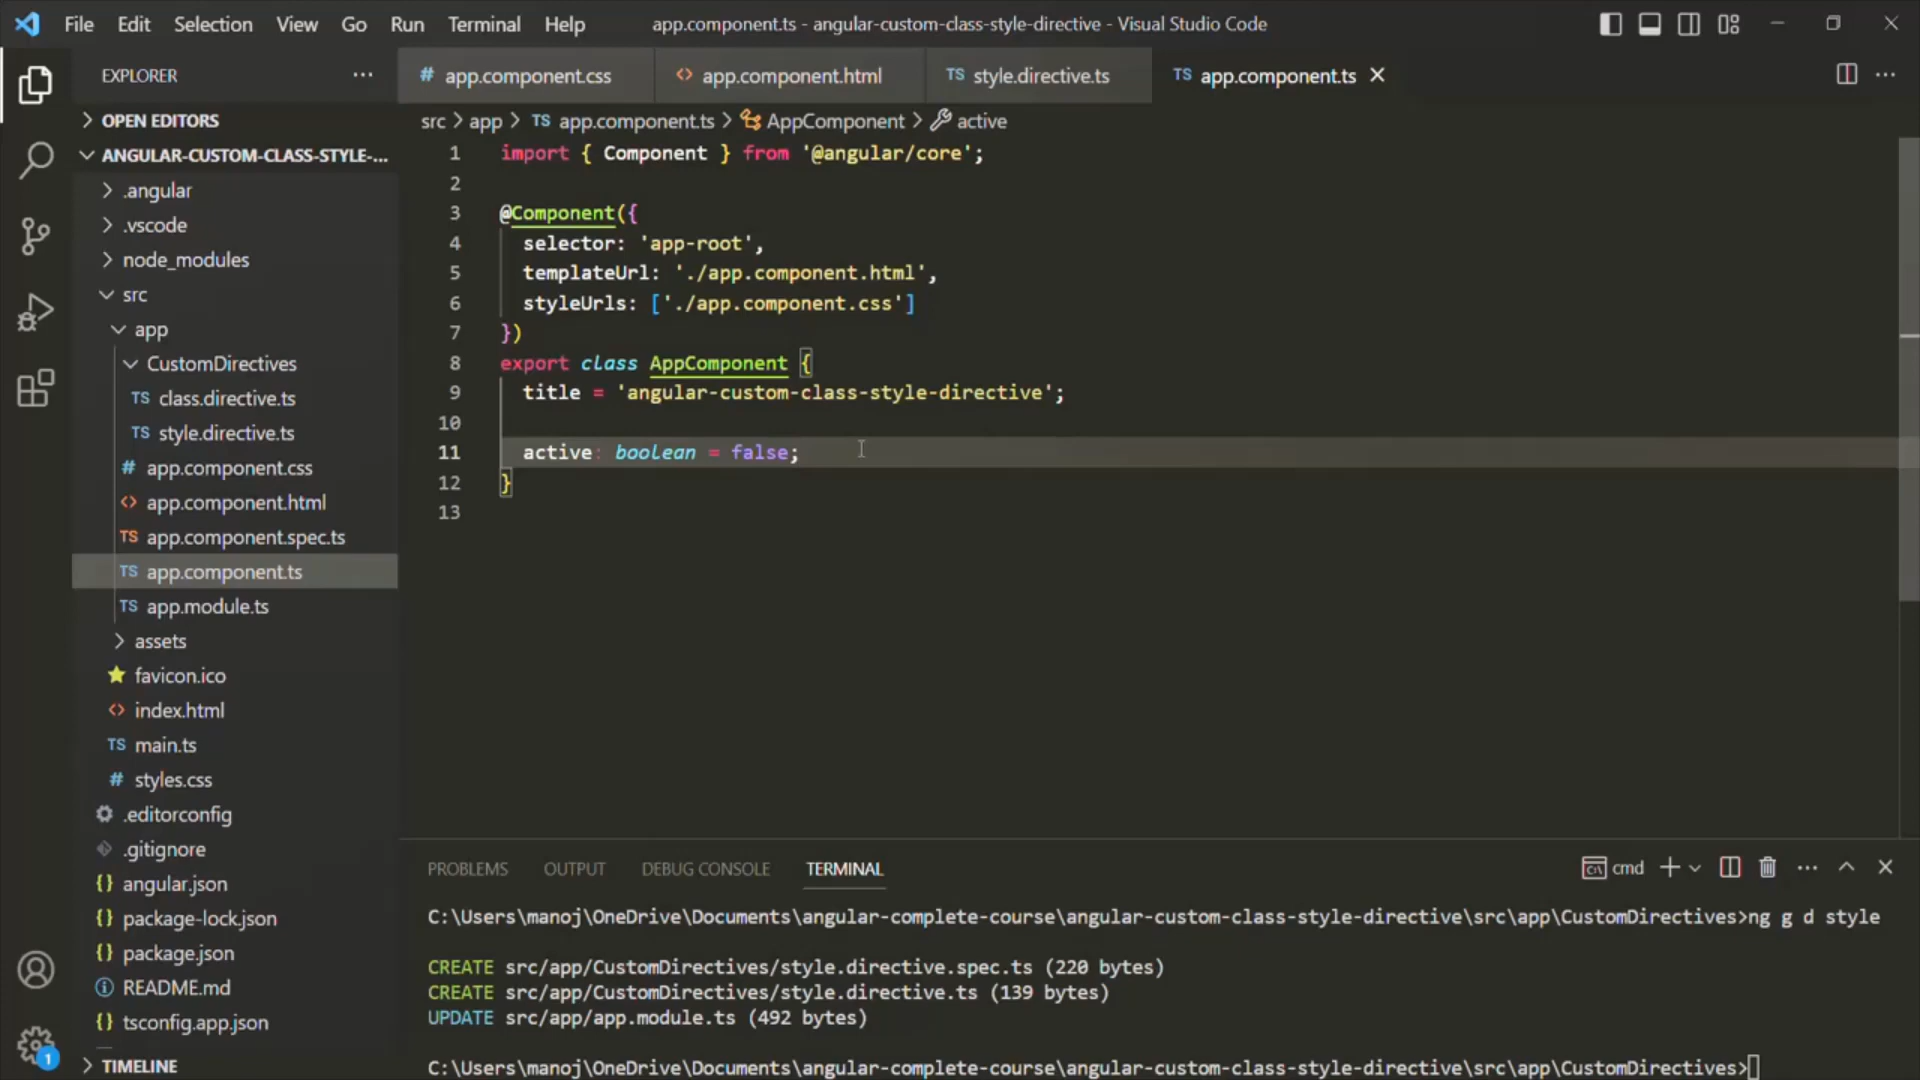 File Edit Selection View Go Run Terminal Help app.component.ts - angular-custom-class-style-directive - Visual Studio Code
EXPLORER
# app.component.css <> app.component.html TS style.directive.ts TS app.component.ts
OPEN EDITORS
ANGULAR-CUSTOM-CLASS-STYLE-...
.angular
.vscode
node_modules
src
app
CustomDirectives
TS class.directive.ts
TS style.directive.ts
# app.component.css
<> app.component.html
TS app.component.spec.ts
TS app.component.ts
TS app.module.ts
assets
favicon.ico
<> index.html
TS main.ts
# styles.css
.editorconfig
.gitignore
{} angular.json
{} package-lock.json
{} package.json
README.md
{} tsconfig.app.json
TIMELINE
1
src > app > TS app.component.ts > AppComponent > active
1 import { Component } from '@angular/core';
2
3 @Component({
4 selector: 'app-root',
5 templateUrl: './app.component.html',
6 styleUrls: ['./app.component.css']
7 })
8 export class AppComponent {
9 title = 'angular-custom-class-style-directive';
10
11 active: boolean = false;
12 }
13
PROBLEMS OUTPUT DEBUG CONSOLE TERMINAL cmd
C:\Users\manoj\OneDrive\Documents\angular-complete-course\angular-custom-class-style-directive\src\app\CustomDirectives>ng g d style
CREATE src/app/CustomDirectives/style.directive.spec.ts (220 bytes)
CREATE src/app/CustomDirectives/style.directive.ts (139 bytes)
UPDATE src/app/app.module.ts (492 bytes)
C:\Users\manoj\OneDrive\Documents\angular-complete-course\angular-custom-class-style-directive\src\app\CustomDirectives>